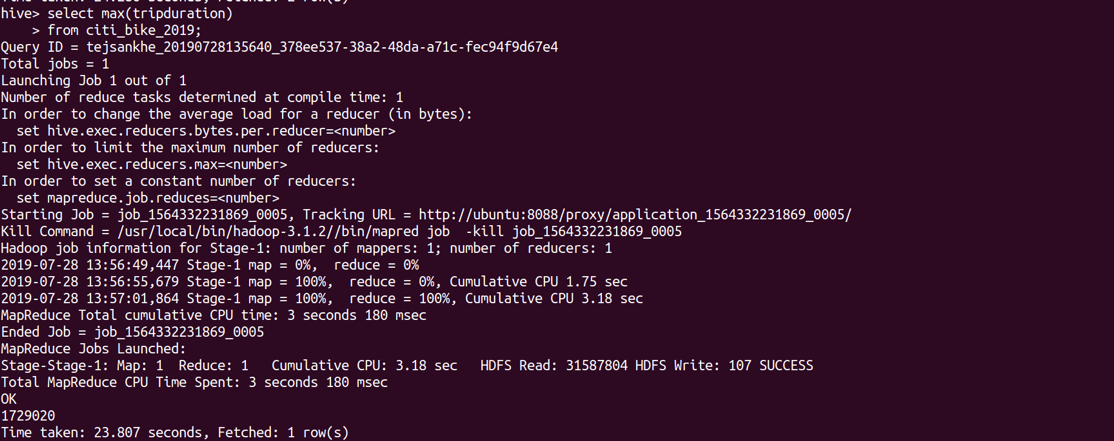 hive> select max(tripduration)
    > from citi_bike_2019;
Query ID = tejsankhe_20190728135640_378ee537-38a2-48da-a71c-fec94f9d67e4
Total jobs = 1
Launching Job 1 out of 1
Number of reduce tasks determined at compile time: 1
In order to change the average load for a reducer (in bytes):
  set hive.exec.reducers.bytes.per.reducer=<number>
In order to limit the maximum number of reducers:
  set hive.exec.reducers.max=<number>
In order to set a constant number of reducers:
  set mapreduce.job.reduces=<number>
Starting Job = job_1564332231869_0005, Tracking URL = http://ubuntu:8088/proxy/application_1564332231869_0005/
Kill Command = /usr/local/bin/hadoop-3.1.2//bin/mapred job  -kill job_1564332231869_0005
Hadoop job information for Stage-1: number of mappers: 1; number of reducers: 1
2019-07-28 13:56:49,447 Stage-1 map = 0%,  reduce = 0%
2019-07-28 13:56:55,679 Stage-1 map = 100%,  reduce = 0%, Cumulative CPU 1.75 sec
2019-07-28 13:57:01,864 Stage-1 map = 100%,  reduce = 100%, Cumulative CPU 3.18 sec
MapReduce Total cumulative CPU time: 3 seconds 180 msec
Ended Job = job_1564332231869_0005
MapReduce Jobs Launched:
Stage-Stage-1: Map: 1  Reduce: 1   Cumulative CPU: 3.18 sec   HDFS Read: 31587804 HDFS Write: 107 SUCCESS
Total MapReduce CPU Time Spent: 3 seconds 180 msec
OK
1729020
Time taken: 23.807 seconds, Fetched: 1 row(s)